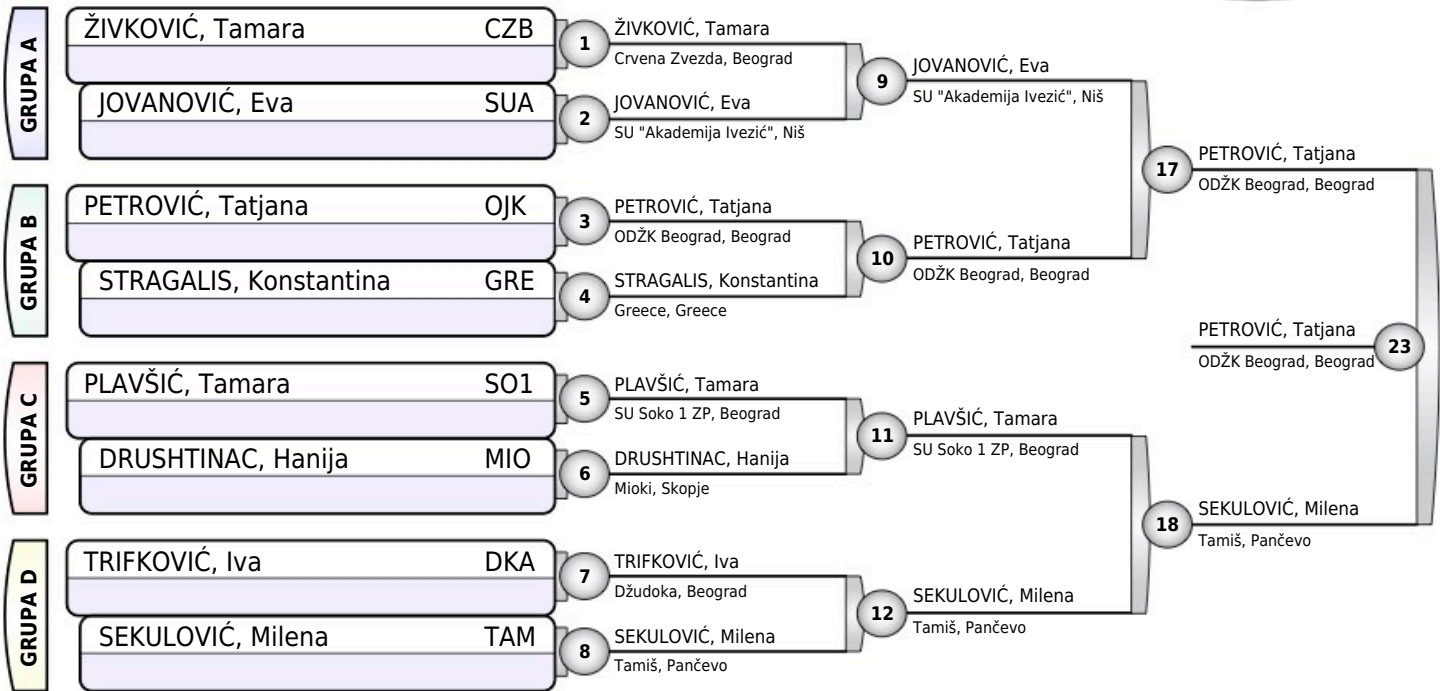 GRUPA A
ŽIVKOVIĆ, Tamara CZB
JOVANOVIĆ, Eva SUA
GRUPA B
PETROVIĆ, Tatjana OJK
STRAGALIS, Konstantina GRE
GRUPA C
PLAVŠIĆ, Tamara SO1
DRUSHTINAC, Hanija MIO
GRUPA D
TRIFKOVIĆ, Iva DKA
SEKULOVIĆ, Milena TAM
1
ŽIVKOVIĆ, Tamara
Crvena Zvezda, Beograd
2
JOVANOVIĆ, Eva
SU "Akademija Ivezić", Niš
3
PETROVIĆ, Tatjana
ODŽK Beograd, Beograd
4
STRAGALIS, Konstantina
Greece, Greece
5
PLAVŠIĆ, Tamara
SU Soko 1 ZP, Beograd
6
DRUSHTINAC, Hanija
Mioki, Skopje
7
TRIFKOVIĆ, Iva
Džudoka, Beograd
8
SEKULOVIĆ, Milena
Tamiš, Pančevo
9
JOVANOVIĆ, Eva
SU "Akademija Ivezić", Niš
10
PETROVIĆ, Tatjana
ODŽK Beograd, Beograd
11
PLAVŠIĆ, Tamara
SU Soko 1 ZP, Beograd
12
SEKULOVIĆ, Milena
Tamiš, Pančevo
17
PETROVIĆ, Tatjana
ODŽK Beograd, Beograd
18
SEKULOVIĆ, Milena
Tamiš, Pančevo
PETROVIĆ, Tatjana
ODŽK Beograd, Beograd
23